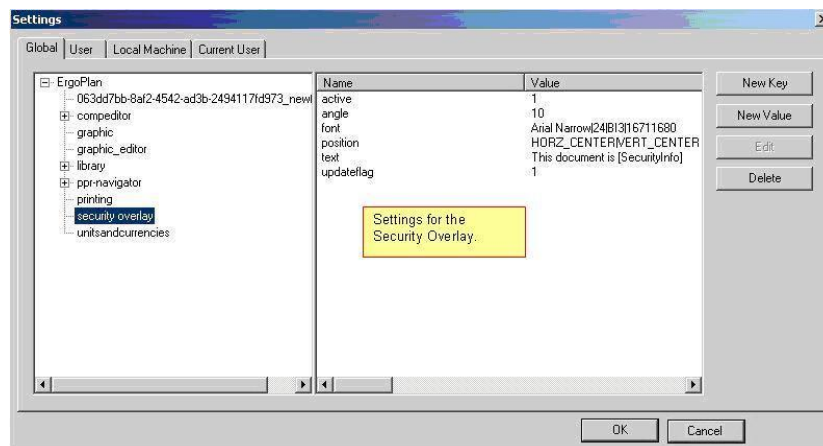 Settings
Global User Local Machine Current User
ErgoPlan
063dd7bb-8af2-4542-ad3b-2494117fd973_newl
compeditor
graphic
graphic_editor
library
ppr-navigator
printing
security overlay
unitsandcurrencies
Name Value
active 1
angle 10
font Arial Narrow|24|BI3|16711680
position HORZ_CENTER|VERT_CENTER
text This document is [SecurityInfo]
updateflag 1
Settings for the
Security Overlay.
New Key
New Value
Edit
Delete
OK Cancel